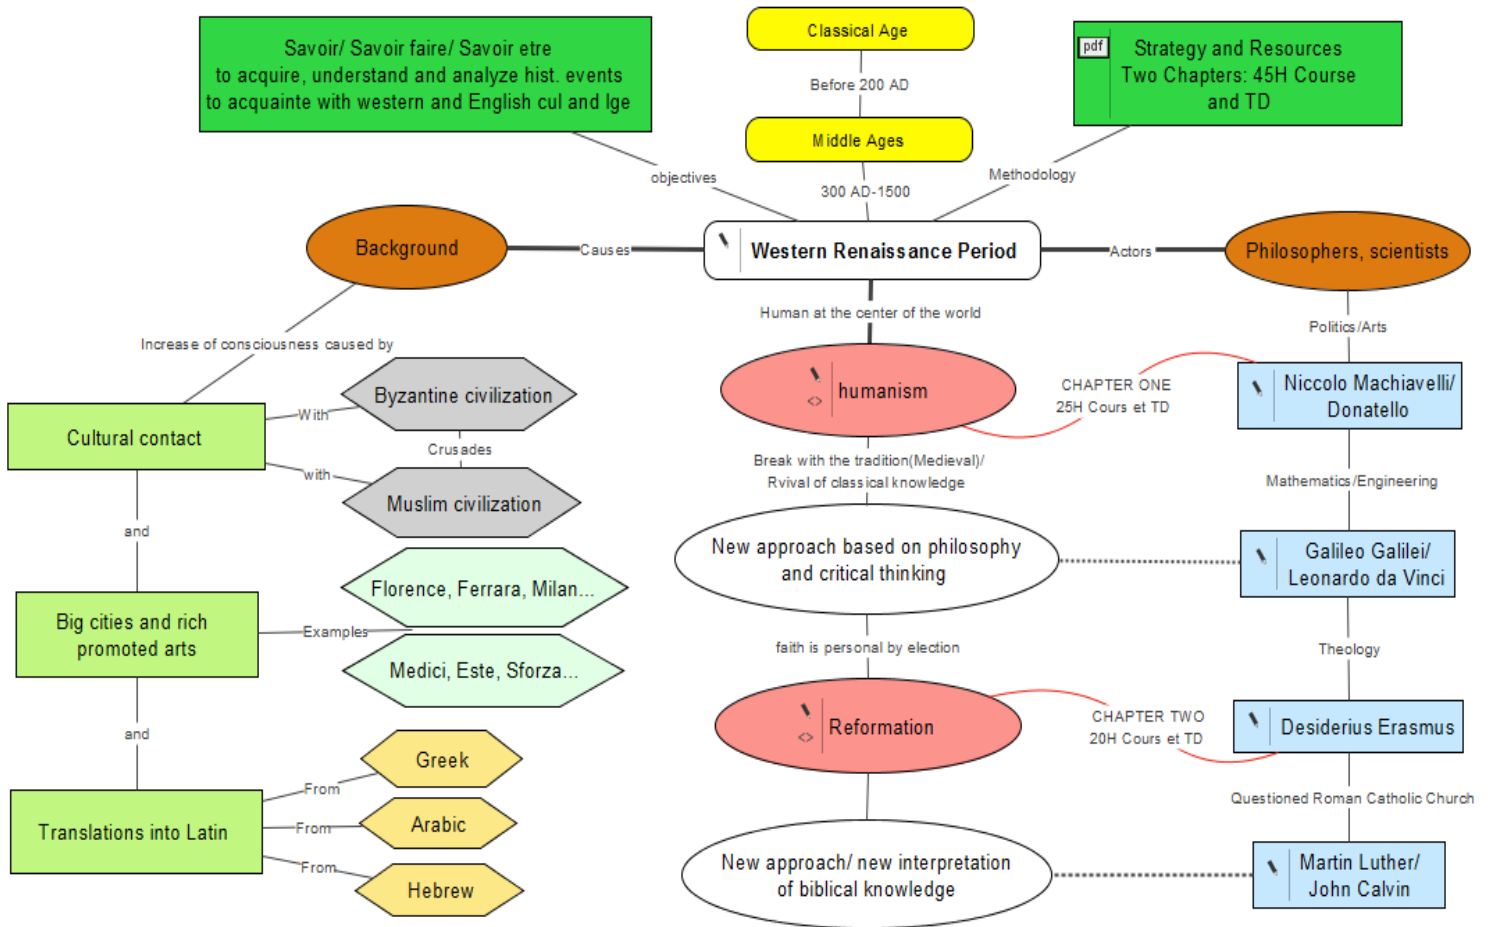 Savoir/ Savoir faire/ Savoir etre
to acquire, understand and analyze hist. events
to acquainte with western and English cul and lge
Classical Age
Before 200 AD
Middle Ages
300 AD-1500
pdf
Strategy and Resources
Two Chapters: 45H Course
and TD
objectives
Methodology
Background
Causes
Western Renaissance Period
Actors
Philosophers, scientists
Increase of consciousness caused by
Cultural contact
With
Byzantine civilization
Crusades
with
Muslim civilization
and
Big cities and rich
promoted arts
Examples
Florence, Ferrara, Milan...
Medici, Este, Sforza...
and
Translations into Latin
From
Greek
From
Arabic
From
Hebrew
Human at the center of the world
<>
humanism
CHAPTER ONE
25H Cours et TD
Break with the tradition(Medieval)/
Rvival of classical knowledge
New approach based on philosophy
and critical thinking
faith is personal by election
<>
Reformation
CHAPTER TWO
20H Cours et TD
New approach/ new interpretation
of biblical knowledge
Politics/Arts
Niccolo Machiavelli/
Donatello
Mathematics/Engineering
Galileo Galilei/
Leonardo da Vinci
Theology
Desiderius Erasmus
Questioned Roman Catholic Church
Martin Luther/
John Calvin